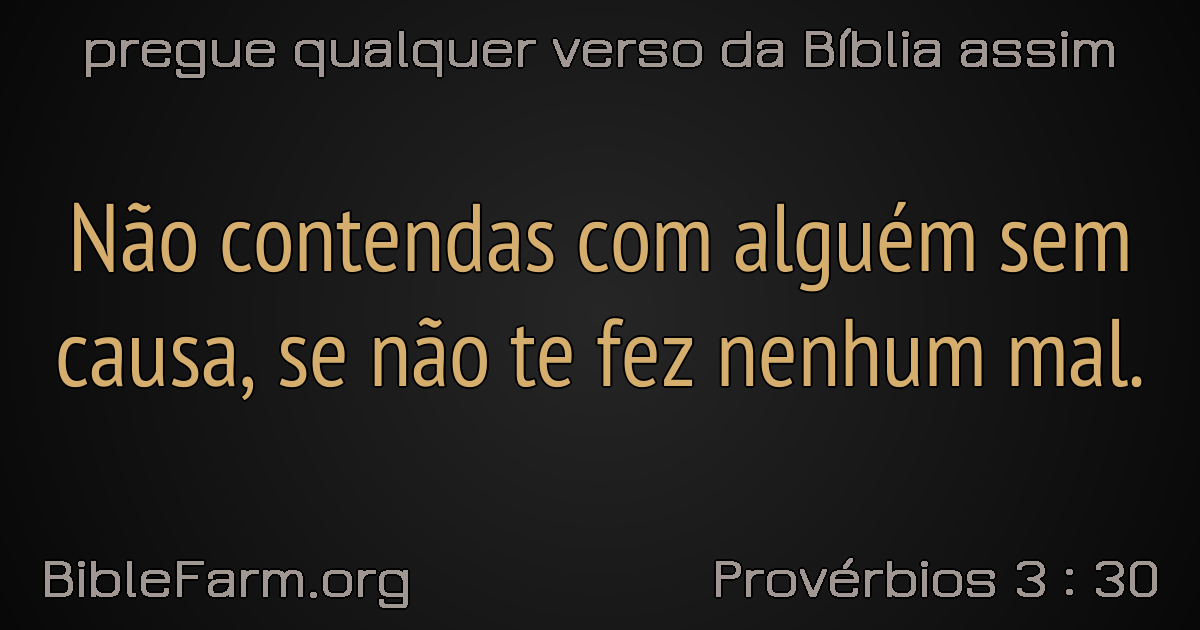 pregue qualquer verso da Bíblia assim
Não contendas com alguém sem
causa, se não te fez nenhum mal.
BibleFarm.org
Provérbios 3 : 30